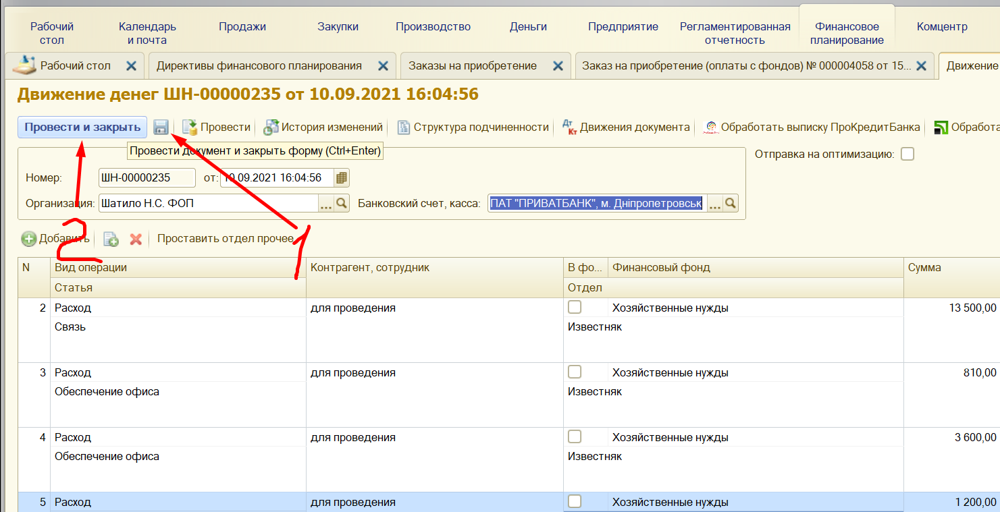 Рабочий
стол
Календарь
и почта
Продажи
Закупки
Производство
Деньги
Предприятие
Регламентированная
отчетность
Финансовое
планирование
Комцентр
Рабочий стол
Директивы финансового планирования
Заказы на приобретение
Заказ на приобретение (оплаты с фондов) № 000004058 от 15...
Движение
Движение денег ШН-00000235 от 10.09.2021 16:04:56
Провести и закрыть
Провести
История изменений
Структура подчиненности
Дт Кт Движения документа
Обработать выписку ПроКредитБанка
Обработа
Провести документ и закрыть форму (Ctrl+Enter)
Отправка на оптимизацию:
Номер: ШН-00000235 от: 10.09.2021 16:04:56
Организация: Шатило Н.С. ФОП ... Банковский счет, касса: ПАТ "ПРИВАТБАНК", м. Дніпропетровськ ...
2
1
Добавить Проставить отдел прочее
N Вид операции Контрагент, сотрудник В фо... Финансовый фонд Сумма
Статья Отдел
2 Расход для проведения Хозяйственные нужды 13 500,00
Связь Известняк
3 Расход для проведения Хозяйственные нужды 810,00
Обеспечение офиса Известняк
4 Расход для проведения Хозяйственные нужды 3 600,00
Обеспечение офиса Известняк
5 Расход для проведения Хозяйственные нужды 1 200,00